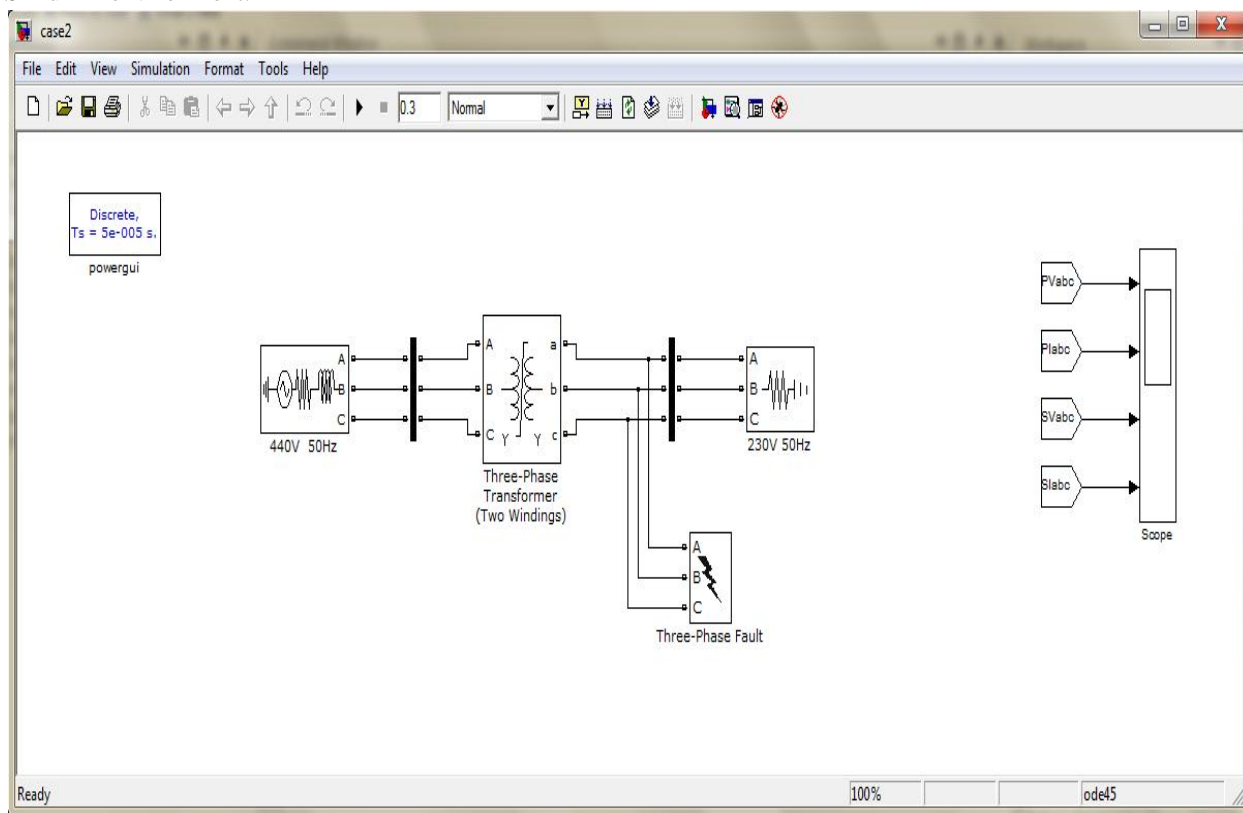 case2
File Edit View Simulation Format Tools Help
0.3 Normal
Discrete,
Ts = 5e-005 s.
powergui
A
B
C
440V 50Hz
A a
B b
C Y Y c
Three-Phase
Transformer
(Two Windings)
A
B
C
230V 50Hz
A
B
C
Three-Phase Fault
PVabc
PIabc
SVabc
SIabc
Scope
Ready 100% ode45